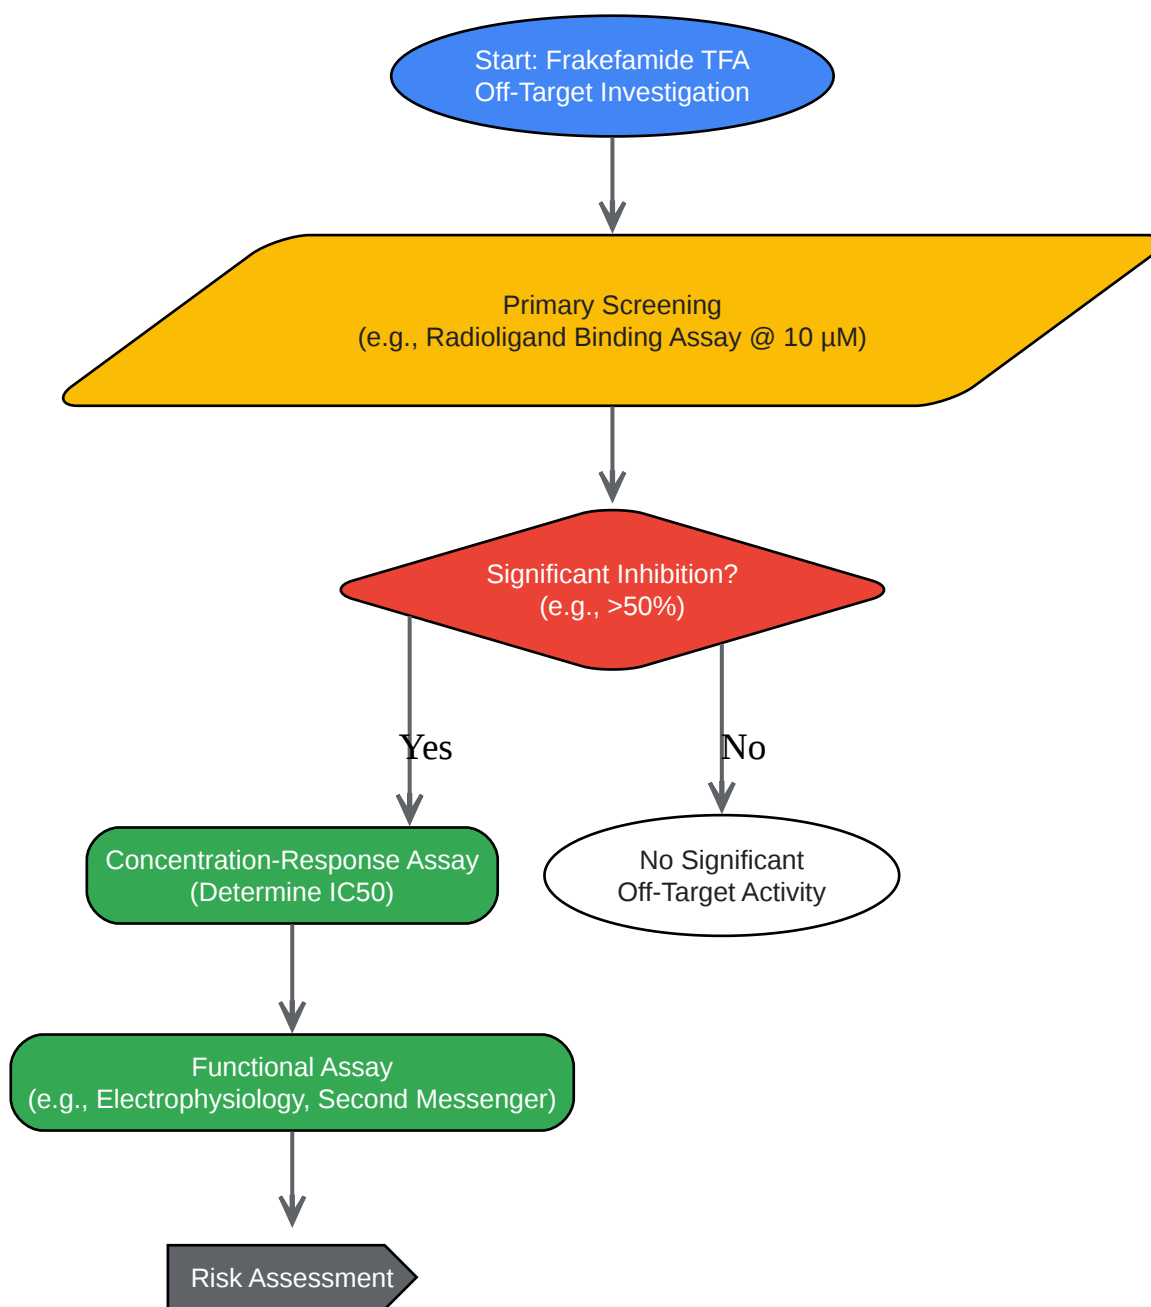 Start: Frakefamide TFA
Off-Target Investigation
Primary Screening
(e.g., Radioligand Binding Assay @ 10 µM)
Significant Inhibition?
(e.g., >50%)
Yes
No
Concentration-Response Assay
(Determine IC50)
No Significant
Off-Target Activity
Functional Assay
(e.g., Electrophysiology, Second Messenger)
Risk Assessment